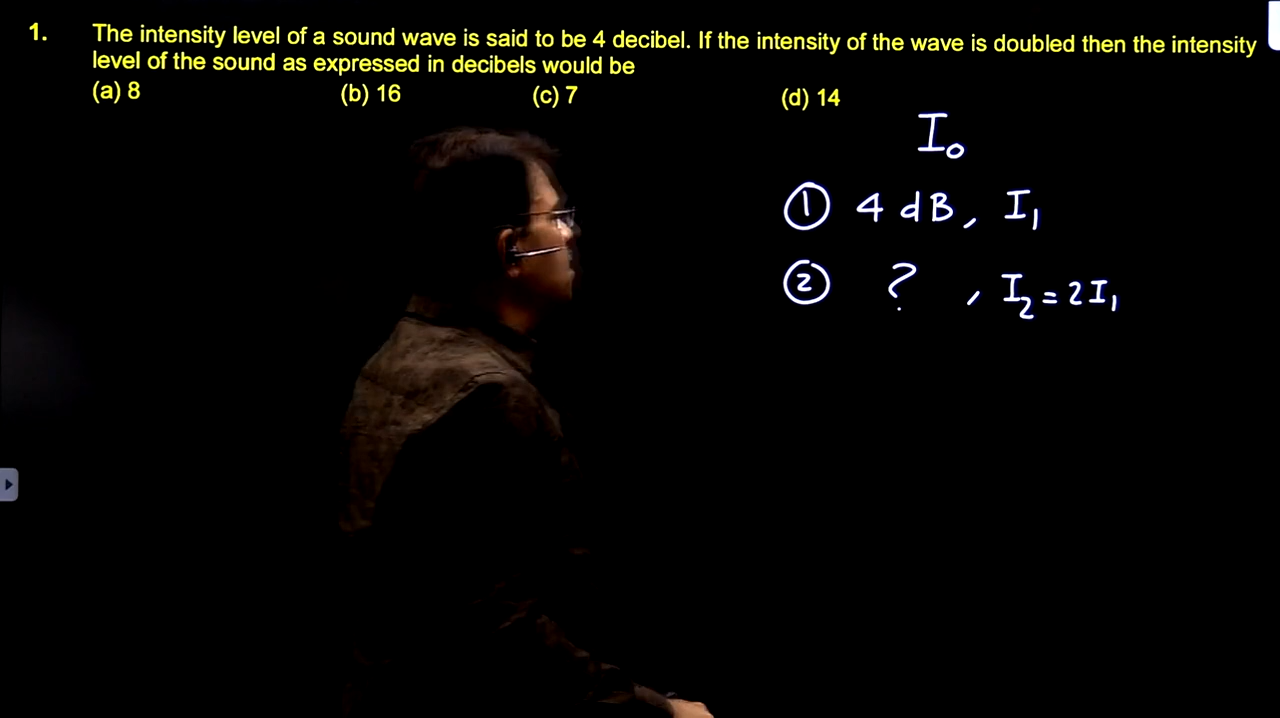 1. The intensity level of a sound wave is said to be 4 decibel. If the intensity of the wave is doubled then the intensity
level of the sound as expressed in decibels would be
(a) 8 (b) 16 (c) 7 (d) 14
I₀
① 4 dB, I₁
② ? , I₂ = 2I₁